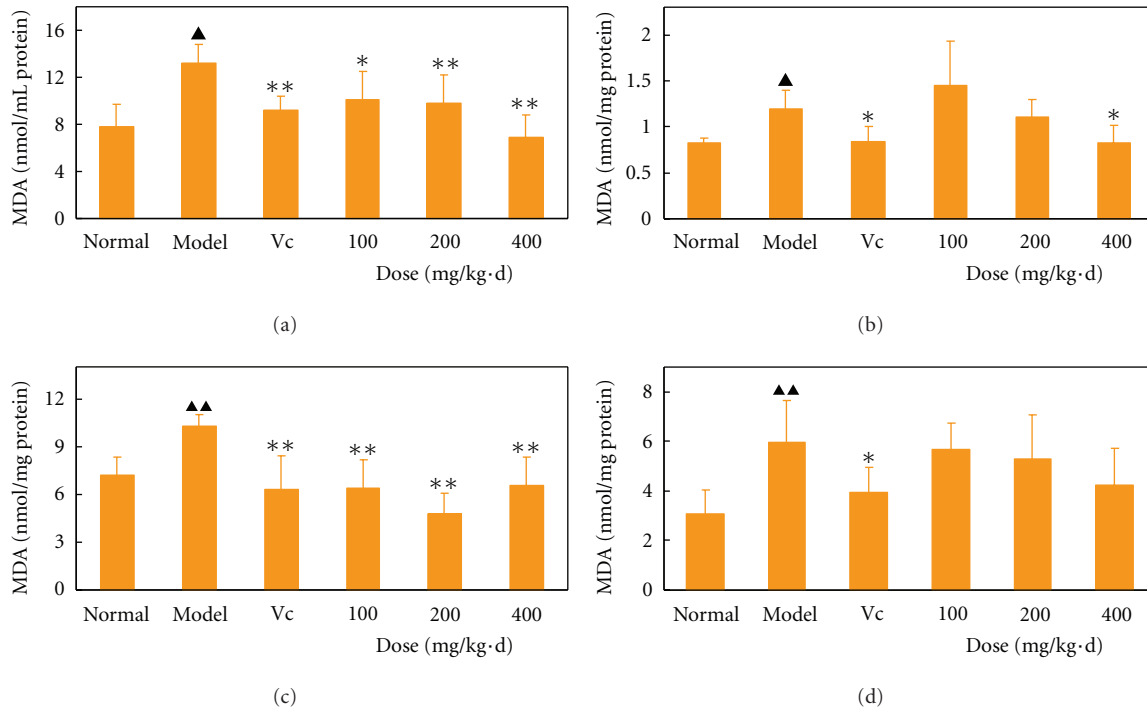 MDA (nmol/mL protein)
16
12
8
4
0
▲
**
*
**
**
Normal Model Vc 100 200 400
Dose (mg/kg·d)
(a)
MDA (nmol/mg protein)
2
1.5
1
0.5
0
▲
*
*
Normal Model Vc 100 200 400
Dose (mg/kg·d)
(b)
MDA (nmol/mg protein)
12
9
6
3
0
▲▲
**
**
**
**
Normal Model Vc 100 200 400
Dose (mg/kg·d)
(c)
MDA (nmol/mg protein)
8
6
4
2
0
▲▲
*
Normal Model Vc 100 200 400
Dose (mg/kg·d)
(d)